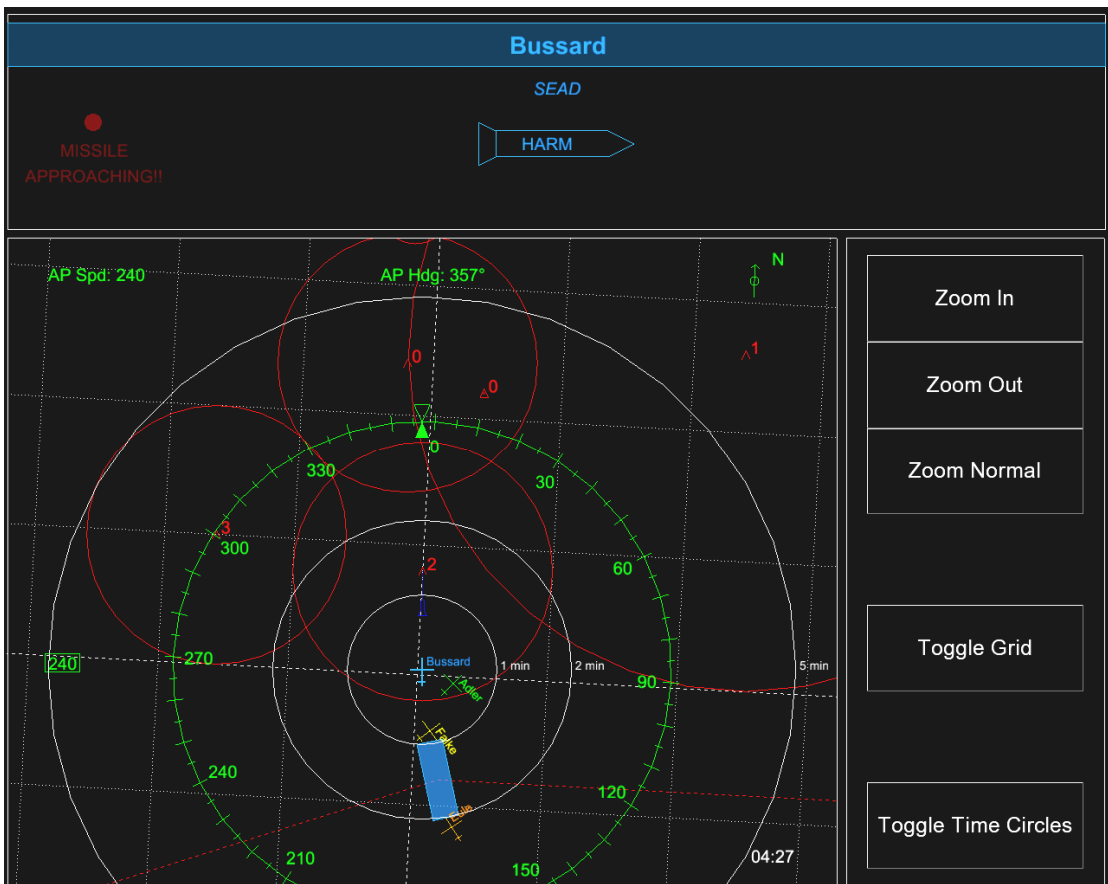 Bussard
SEAD
MISSILE
APPROACHING!!
HARM
AP Spd: 240
AP Hdg: 357°
N
0
0
1
0
330
30
3
300
60
2
240
270
Bussard
1 min
2 min
5 min
90
Adler
Falke
240
120
Eule
210
150
04:27
Zoom In
Zoom Out
Zoom Normal
Toggle Grid
Toggle Time Circles